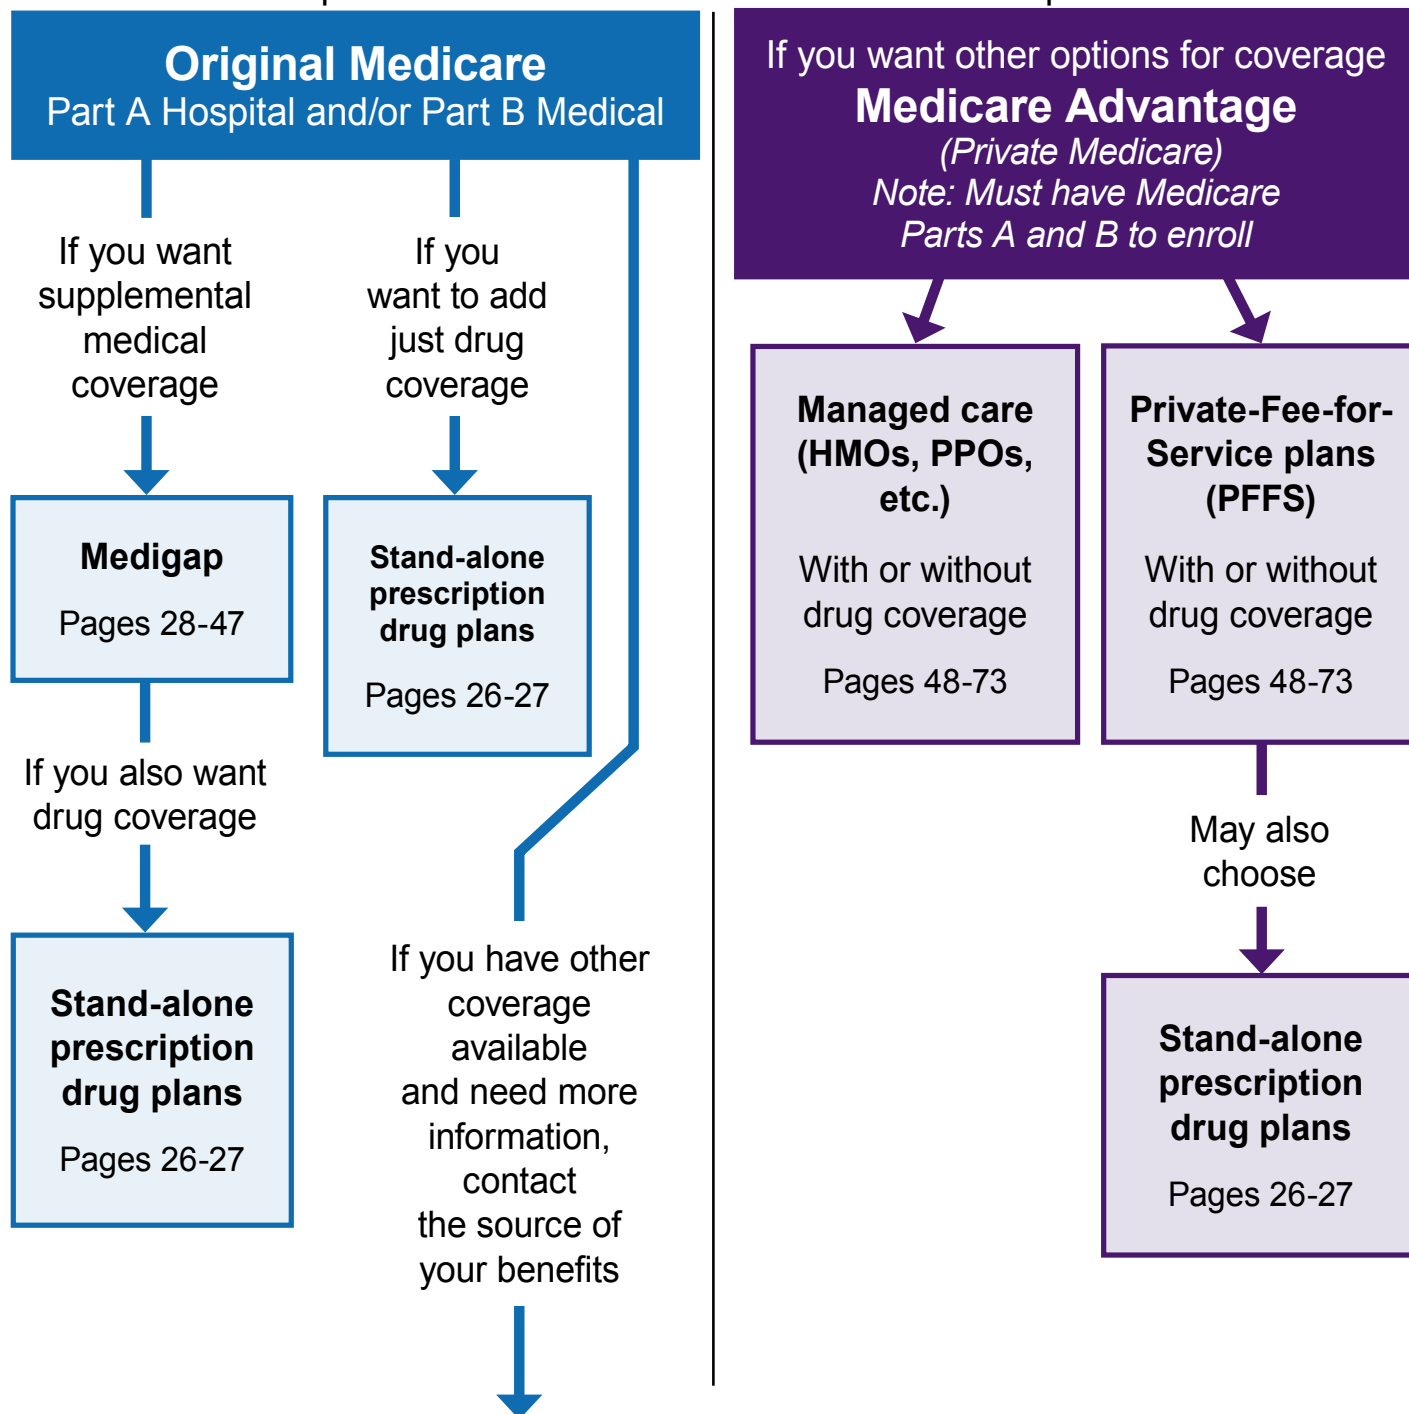 Original Medicare
Part A Hospital and/or Part B Medical
If you want
supplemental
medical
coverage
Medigap
Pages 28-47
If you also want
drug coverage
Stand-alone
prescription
drug plans
Pages 26-27
If you
want to add
just drug
coverage
Stand-alone
prescription
drug plans
Pages 26-27
If you have other
coverage
available
and need more
information,
contact
the source of
your benefits
If you want other options for coverage
Medicare Advantage
(Private Medicare)
Note: Must have Medicare
Parts A and B to enroll
Managed care
(HMOs, PPOs,
etc.)
With or without
drug coverage
Pages 48-73
Private-Fee-for-
Service plans
(PFFS)
With or without
drug coverage
Pages 48-73
May also
choose
Stand-alone
prescription
drug plans
Pages 26-27